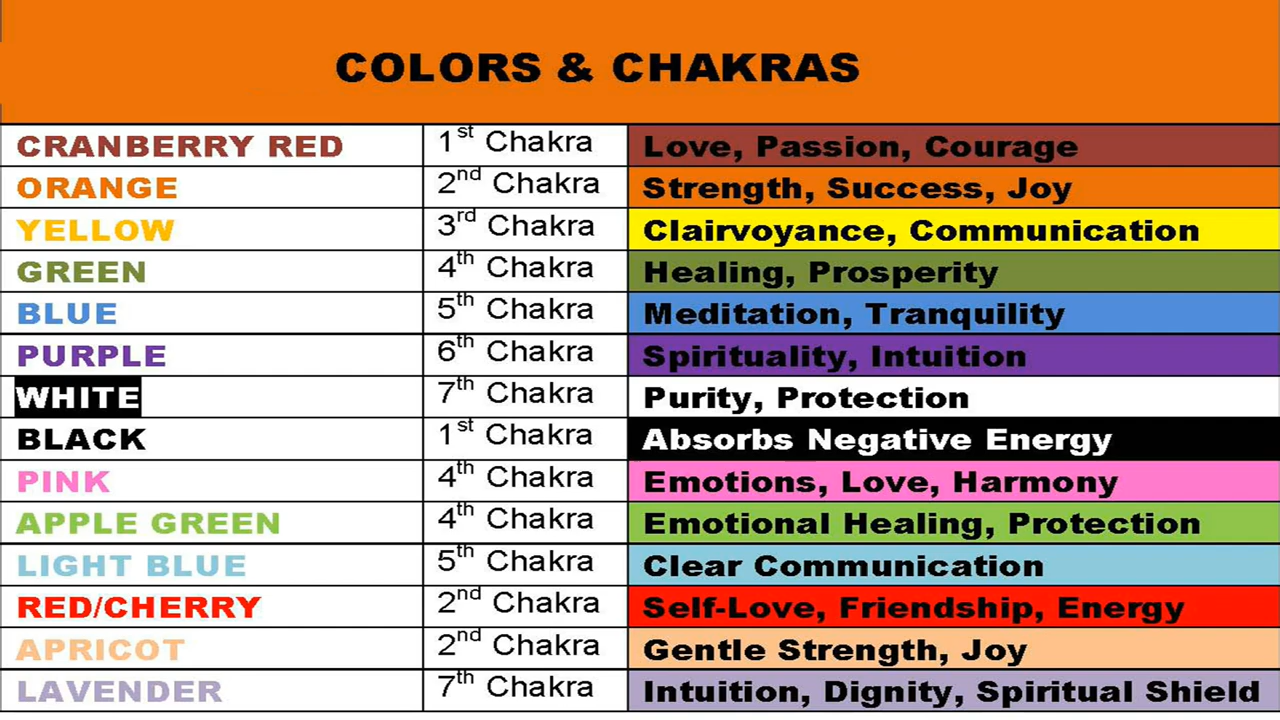 COLORS & CHAKRAS
CRANBERRY RED 1st Chakra Love, Passion, Courage
ORANGE 2nd Chakra Strength, Success, Joy
YELLOW 3rd Chakra Clairvoyance, Communication
GREEN 4th Chakra Healing, Prosperity
BLUE 5th Chakra Meditation, Tranquility
PURPLE 6th Chakra Spirituality, Intuition
WHITE 7th Chakra Purity, Protection
BLACK 1st Chakra Absorbs Negative Energy
PINK 4th Chakra Emotions, Love, Harmony
APPLE GREEN 4th Chakra Emotional Healing, Protection
LIGHT BLUE 5th Chakra Clear Communication
RED/CHERRY 2nd Chakra Self-Love, Friendship, Energy
APRICOT 2nd Chakra Gentle Strength, Joy
LAVENDER 7th Chakra Intuition, Dignity, Spiritual Shield